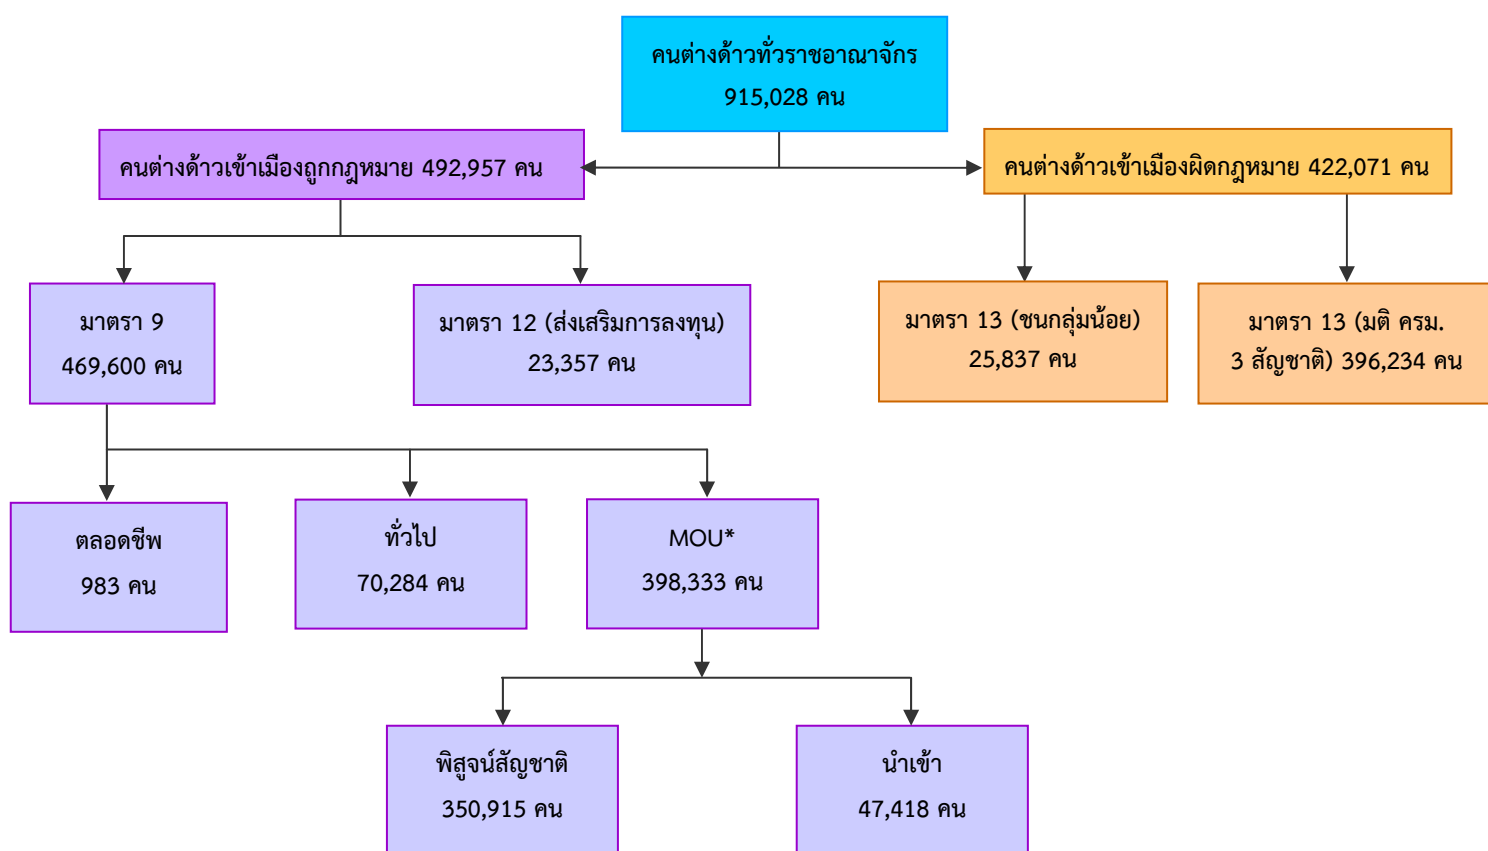 คนต่างด้าวทั่วราชอาณาจักร
915,028 คน
คนต่างด้าวเข้าเมืองถูกกฎหมาย 492,957 คน
คนต่างด้าวเข้าเมืองผิดกฎหมาย 422,071 คน
มาตรา 9
469,600 คน
มาตรา 12 (ส่งเสริมการลงทุน)
23,357 คน
มาตรา 13 (ชนกลุ่มน้อย)
25,837 คน
มาตรา 13 (มติ ครม.
3 สัญชาติ) 396,234 คน
ตลอดชีพ
983 คน
ทั่วไป
70,284 คน
MOU*
398,333 คน
พิสูจน์สัญชาติ
350,915 คน
นำเข้า
47,418 คน